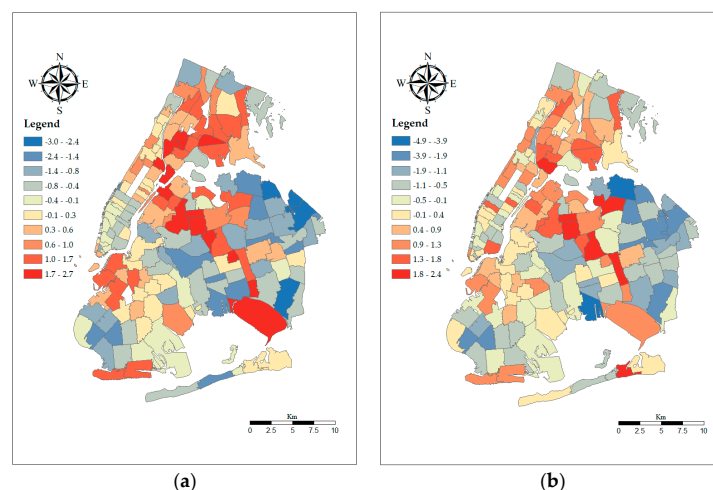 N
W E
S
Legend
-3.0 - -2.4
-2.4 - -1.4
-1.4 - -0.8
-0.8 - -0.4
-0.4 - -0.1
-0.1 - 0.3
0.3 - 0.6
0.6 - 1.0
1.0 - 1.7
1.7 - 2.7
Km
0 2.5 5 7.5 10
(a)
N
W E
S
Legend
-4.9 - -3.9
-3.9 - -1.9
-1.9 - -1.1
-1.1 - -0.5
-0.5 - -0.1
-0.1 - 0.4
0.4 - 0.9
0.9 - 1.3
1.3 - 1.8
1.8 - 2.4
Km
0 2.5 5 7.5 10
(b)